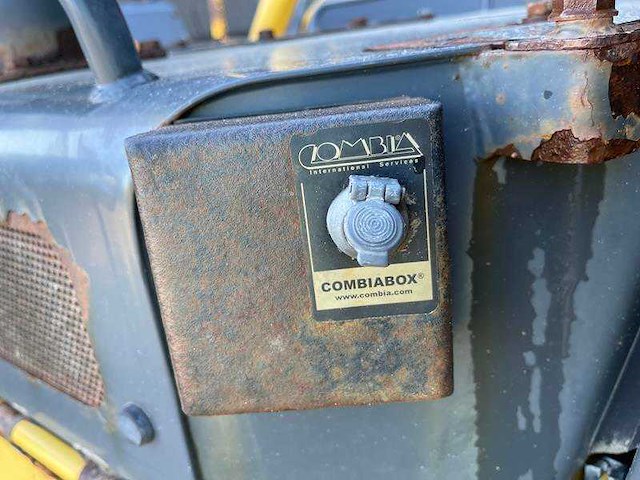 COMBIA
International Services
COMBIABOX®
www.combia.com